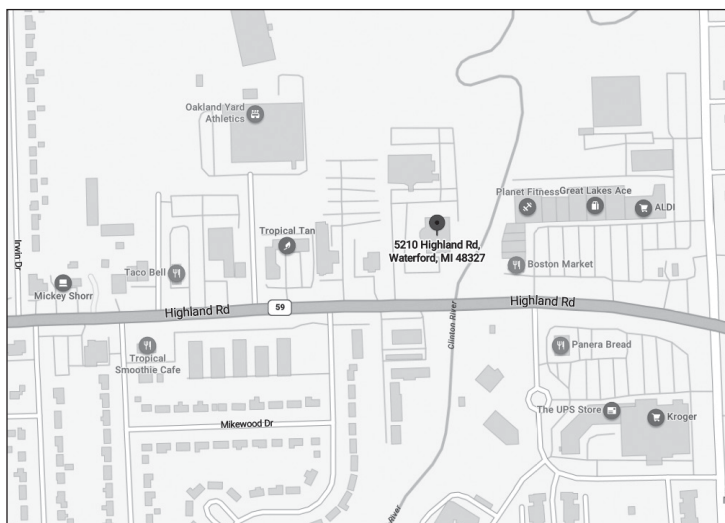 Oakland Yard
Athletics
Planet Fitness
Great Lakes Ace
ALDI
Irwin Dr
Tropical Tan
5210 Highland Rd,
Waterford, MI 48327
Taco Bell
Boston Market
Mickey Shorr
Highland Rd
59
Highland Rd
Clinton River
Tropical
Smoothie Cafe
Panera Bread
The UPS Store
Kroger
Mikewood Dr
River